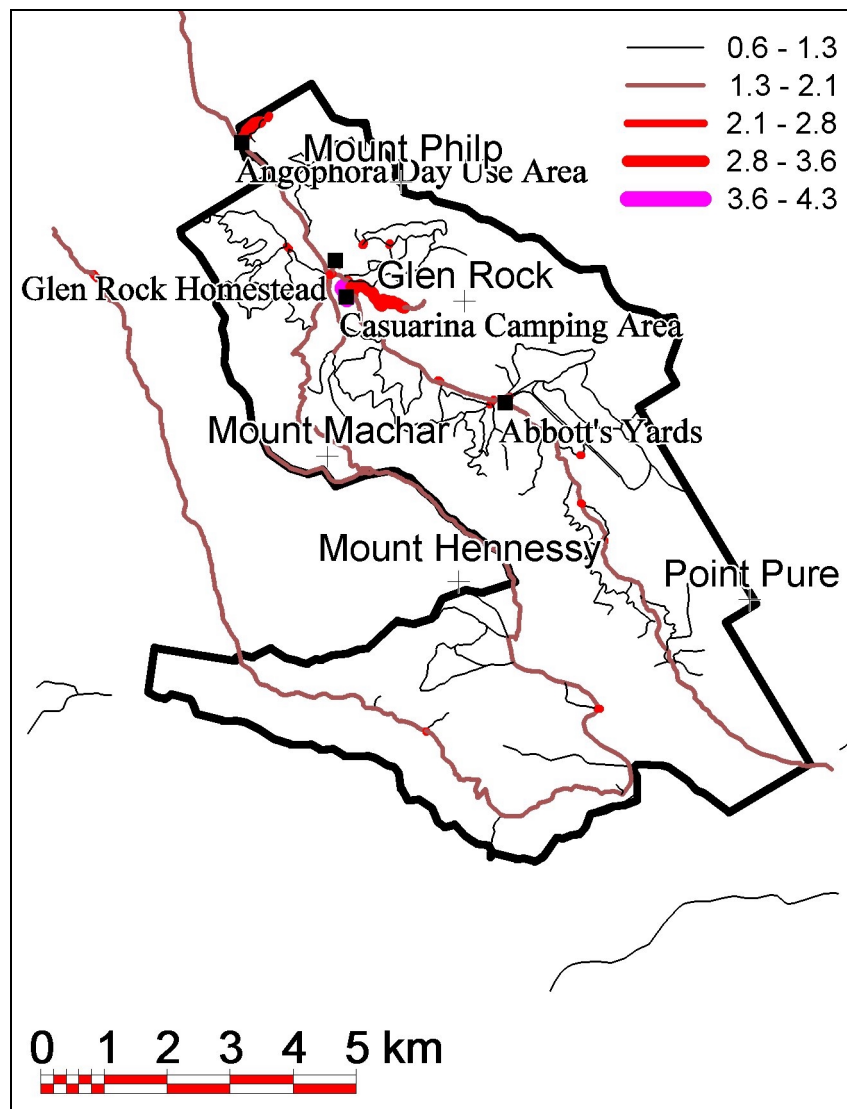 0.6 - 1.3
1.3 - 2.1
2.1 - 2.8
2.8 - 3.6
3.6 - 4.3
Mount Philp
Angophora Day Use Area
Glen Rock
Glen Rock Homestead
Casuarina Camping Area
Mount Machar
Abbott's Yards
Mount Hennessy
Point Pure
0 1 2 3 4 5 km